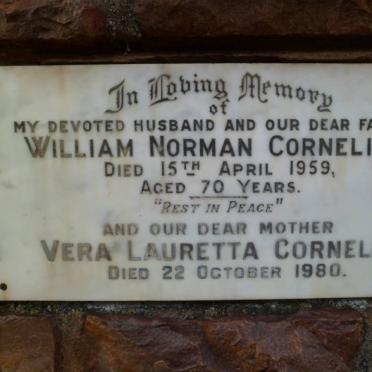 In Loving Memory
of
MY DEVOTED HUSBAND AND OUR DEAR FA
WILLIAM NORMAN CORNELI
DIED 15TH APRIL 1959,
AGED 70 YEARS.
"REST IN PEACE"
AND OUR DEAR MOTHER
VERA LAURETTA CORNEL
DIED 22 OCTOBER 1980.